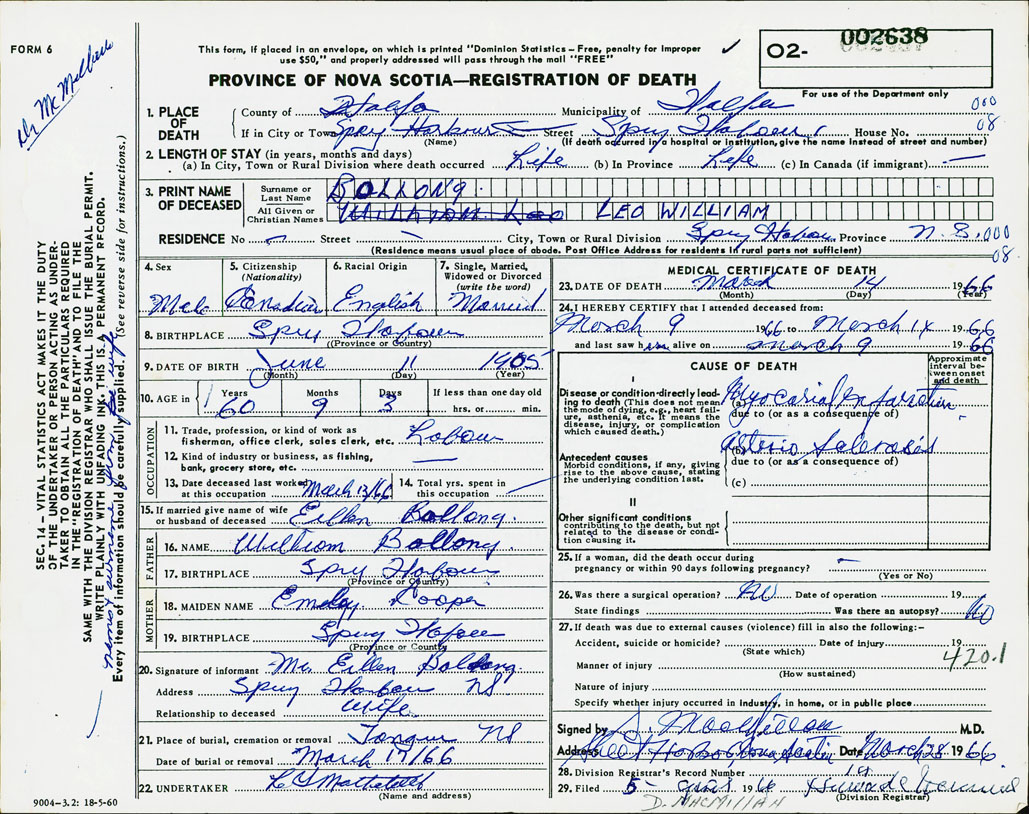 FORM 6
Dr McMillan
This form, if placed in an envelope, on which is printed "Dominion Statistics – Free, penalty for improper
use $50," and properly addressed will pass through the mail "FREE"
✓
O2-
002638
PROVINCE OF NOVA SCOTIA—REGISTRATION OF DEATH
For use of the Department only
000
08
1. PLACE OF DEATH
County of Halfa Municipality of Halfa
If in City or Town Spry Harbour Street Spry Harbour House No.
(Name) (If death occurred in a hospital or institution, give the name instead of street and number)
2. LENGTH OF STAY (in years, months and days)
(a) In City, Town or Rural Division where death occurred Life (b) In Province Life (c) In Canada (if immigrant) —
3. PRINT NAME OF DECEASED
Surname or Last Name BOLLONG.
All Given or Christian Names William Leo LEO WILLIAM
RESIDENCE No — Street — City, Town or Rural Division Spry Harbour Province N.S. 000
08
(Residence means usual place of abode. Post Office Address for residents in rural parts not sufficient)
4. Sex
Male
5. Citizenship (Nationality)
Canadian
6. Racial Origin
English
7. Single, Married, Widowed or Divorced (write the word)
Married
8. BIRTHPLACE Spry Harbour
(Province or Country)
9. DATE OF BIRTH June 11 1905
(Month) (Day) (Year)
10. AGE in Years 60 Months 9 Days 3 If less than one day old hrs. or min.
OCCUPATION
11. Trade, profession, or kind of work as fisherman, office clerk, sales clerk, etc. Labour
12. Kind of industry or business, as fishing, bank, grocery store, etc. —
13. Date deceased last worked at this occupation March 13/66
14. Total yrs. spent in this occupation —
15. If married give name of wife or husband of deceased Eillen Bollong.
FATHER
16. NAME William Bollong.
17. BIRTHPLACE Spry Harbour
(Province or Country)
MOTHER
18. MAIDEN NAME Cooper
19. BIRTHPLACE Spry
(Province or Country)
20. Signature of informant Eillen Bollong.
Address Spry Harbour NS
Relationship to deceased wife
21. Place of burial, cremation or removal NS
Date of burial or removal March 17/66
22. UNDERTAKER
(Name and address)
9004–3.2: 18-5-60
MEDICAL CERTIFICATE OF DEATH
23. DATE OF DEATH March 14 1966
(Month) (Day) (Year)
24. I HEREBY CERTIFY that I attended deceased from:
March 9 1966 to March 14 1966
and last saw him alive on March 9 1966
CAUSE OF DEATH
Approximate interval between onset and death
I
Disease or condition directly leading to death (This does not mean the mode of dying, e.g., heart failure, asthenia, etc. It means the disease, injury, or complication which caused death.)
(a) Myocarial Infarction
due to (or as a consequence of)
Antecedent causes
Morbid conditions, if any, giving rise to the above cause, stating the underlying condition last.
(b) Arterio Sclerosis
due to (or as a consequence of)
(c)
II
Other significant conditions
contributing to the death, but not related to the disease or condition causing it.
25. If a woman, did the death occur during pregnancy or within 90 days following pregnancy? —
(Yes or No)
26. Was there a surgical operation? No Date of operation 19
State findings Was there an autopsy? No
27. If death was due to external causes (violence) fill in also the following:–
Accident, suicide or homicide? Date of injury 19
(State which)
420.1
Manner of injury
(How sustained)
Nature of injury
Specify whether injury occurred in industry, in home, or in public place
Signed by M.D.
Address Date March 28 1966
28. Division Registrar's Record Number
29. Filed 5 1966
(Division Registrar)
D. MACMILLAN
SEC. 14 – VITAL STATISTICS ACT MAKES IT THE DUTY
OF THE UNDERTAKER OR PERSON ACTING AS UNDER-
TAKER TO OBTAIN ALL THE PARTICULARS REQUIRED
IN THE "REGISTRATION OF DEATH" AND TO FILE THE
SAME WITH THE DIVISION REGISTRAR WHO SHALL ISSUE THE BURIAL PERMIT.
WRITE PLAINLY WITH UNFADING INK. THIS IS A PERMANENT RECORD.
Every item of information should be carefully supplied. (See reverse side for instructions.)